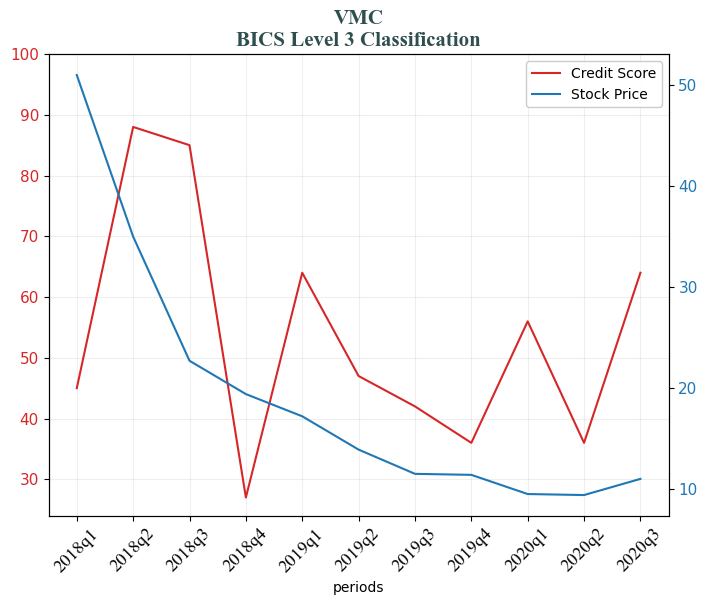 VMC
BICS Level 3 Classification
Credit Score
Stock Price
100
90
80
70
60
50
40
30
50
40
30
20
10
2018q1
2018q2
2018q3
2018q4
2019q1
2019q2
2019q3
2019q4
2020q1
2020q2
2020q3
periods